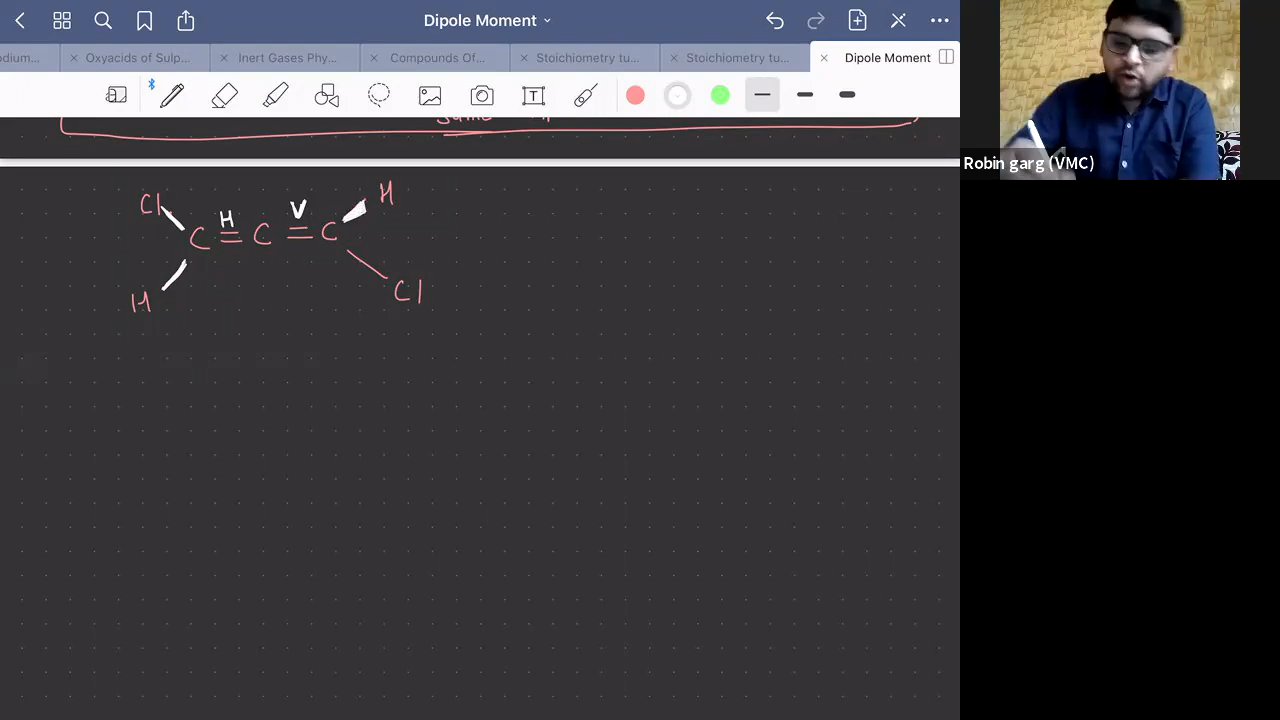 Dipole Moment
odium...
Oxyacids of Sulp...
Inert Gases Phy...
Compounds Of...
Stoichiometry tu...
Stoichiometry tu...
Dipole Moment
T
Robin garg (VMC)
Cl H
H V
C = C = C
H Cl